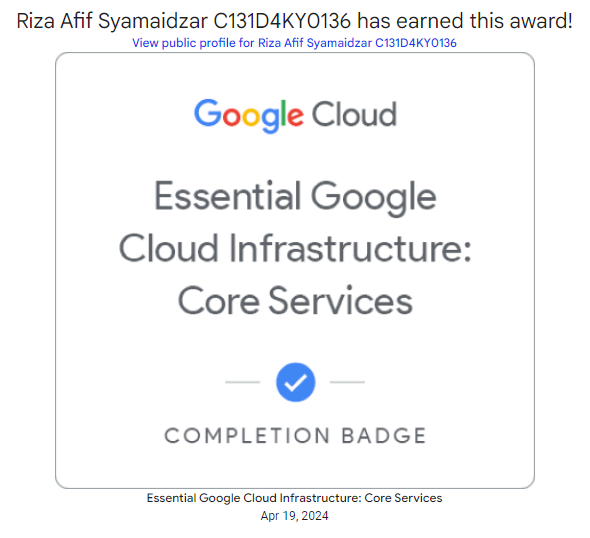 Riza Afif Syamaidzar C131D4KY0136 has earned this award!
View public profile for Riza Afif Syamaidzar C131D4KY0136
Google Cloud
Essential Google
Cloud Infrastructure:
Core Services
COMPLETION BADGE
Essential Google Cloud Infrastructure: Core Services
Apr 19, 2024